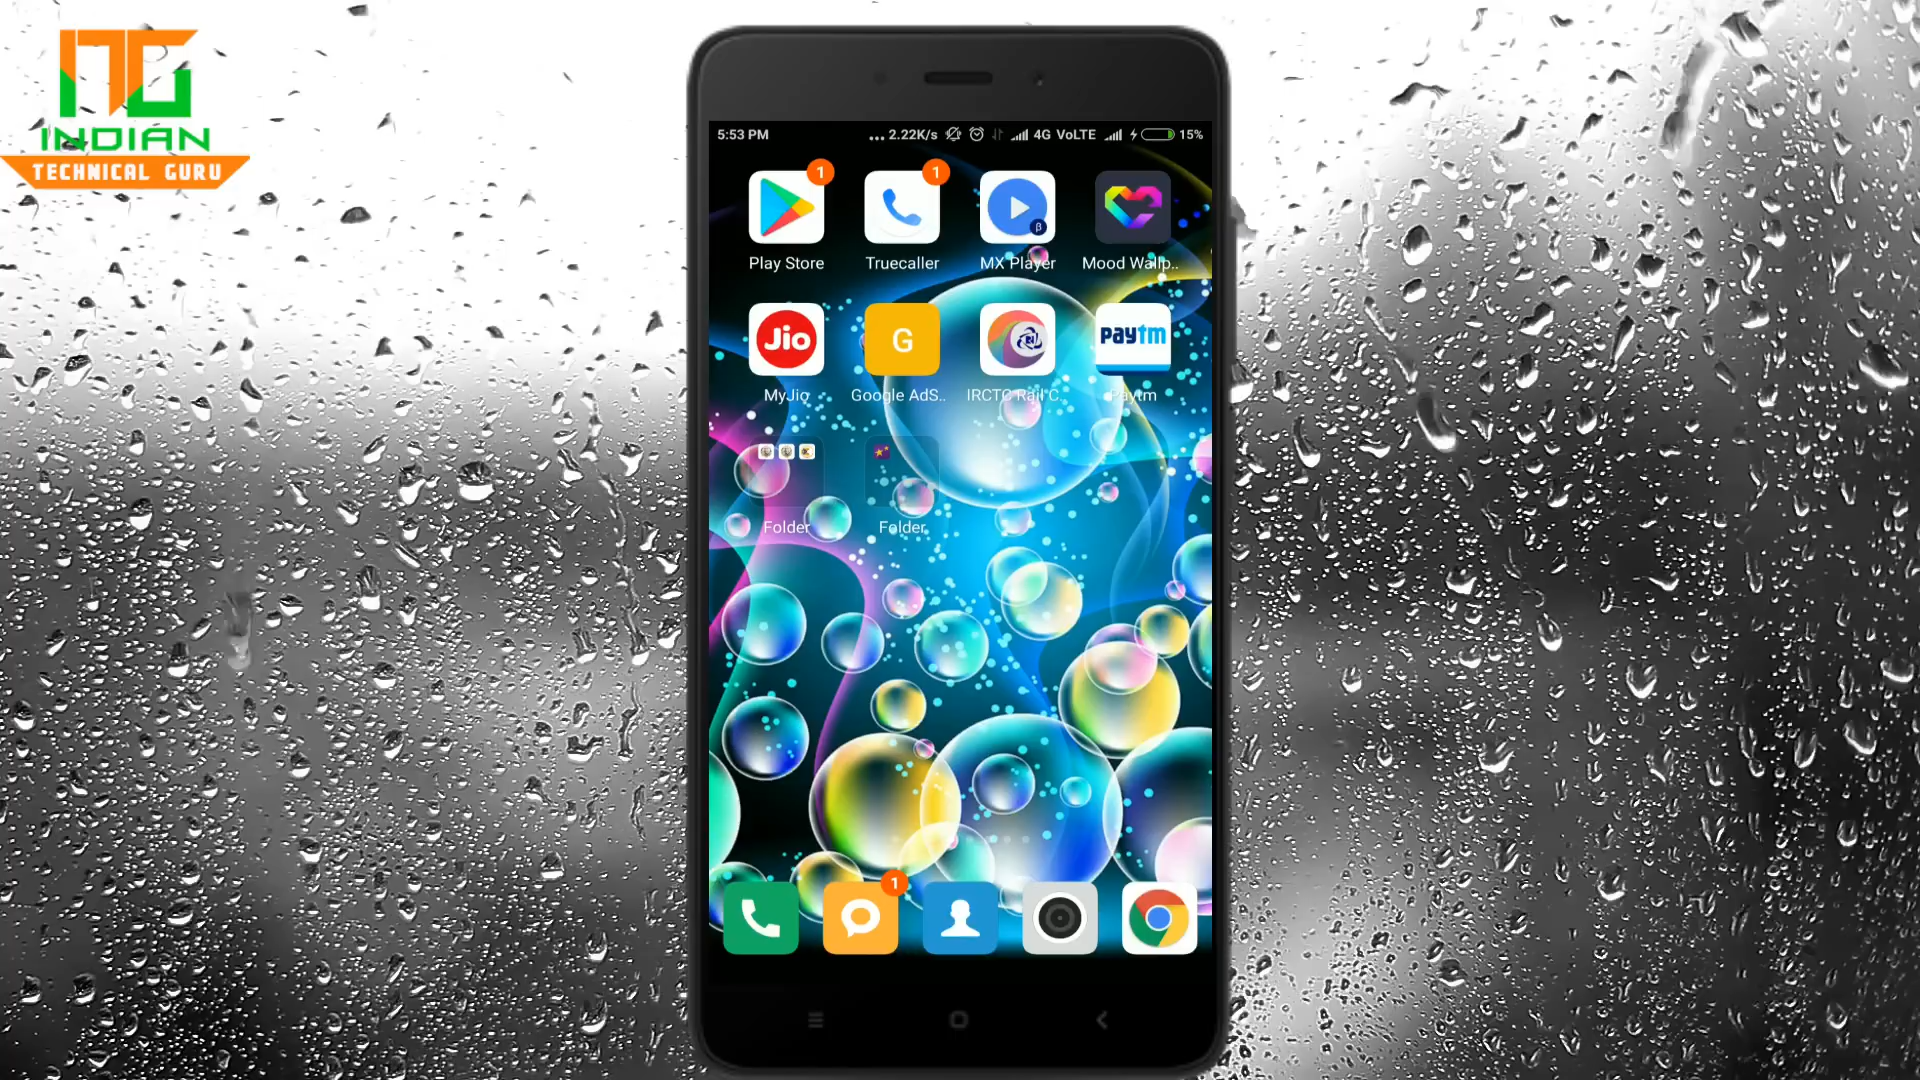 ITG
INDIAN
TECHNICAL GURU
5:53 PM ... 2.22K/s 4G VoLTE 15%
1 1
Play Store Truecaller MX Player Mood Wallp..
β
Jio G paytm
MyJio Google AdS.. IRCTC Rail C.. Paytm
Folder Folder
1